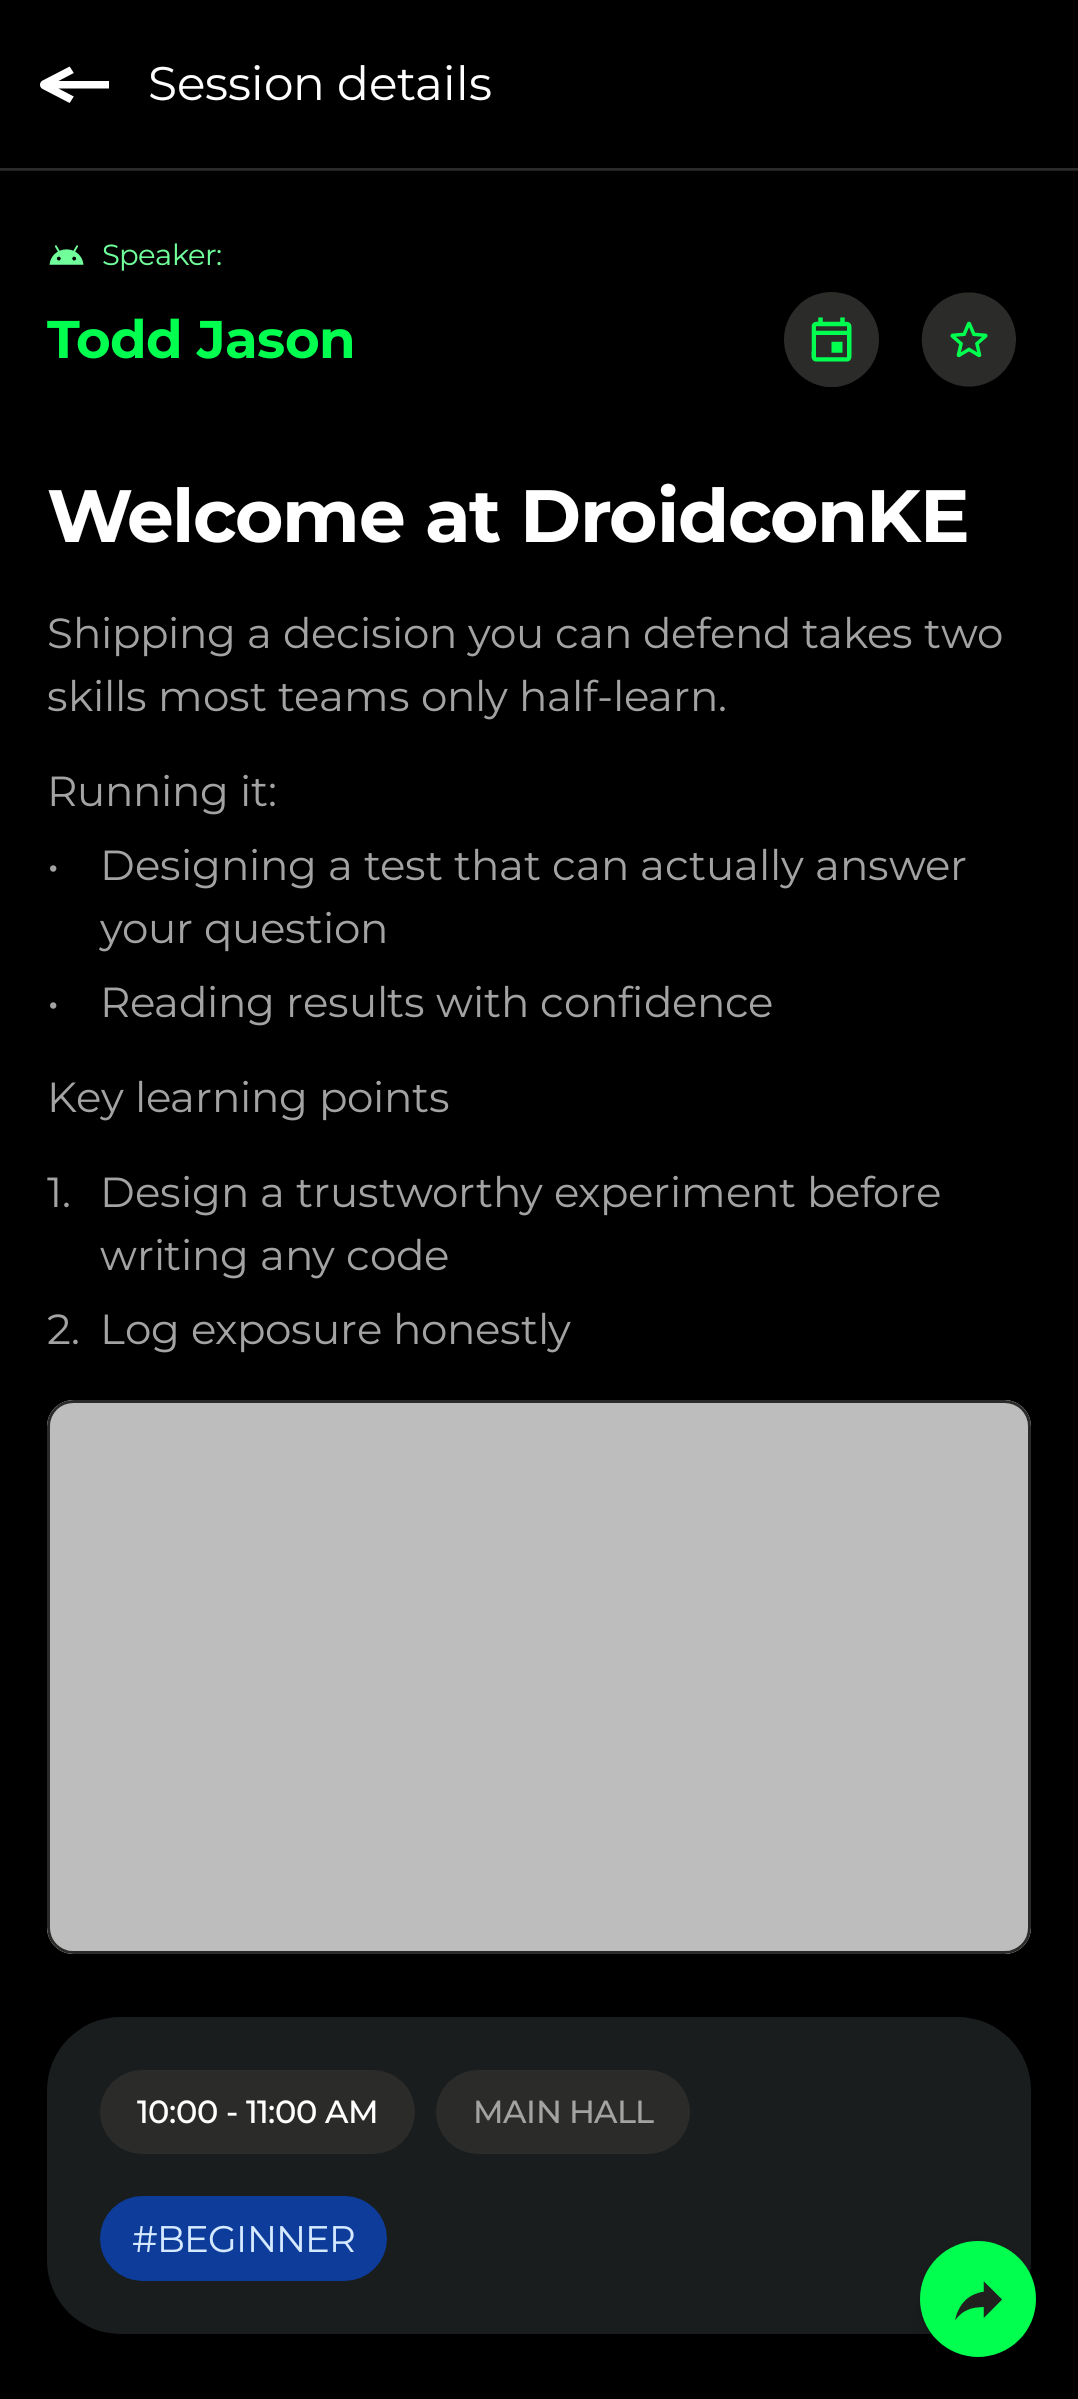 Session details
Speaker:
Todd Jason
Welcome at DroidconKE
Shipping a decision you can defend takes two
skills most teams only half-learn.
Running it:
• Designing a test that can actually answer
your question
• Reading results with confidence
Key learning points
1. Design a trustworthy experiment before
writing any code
2. Log exposure honestly
10:00 - 11:00 AM
MAIN HALL
#BEGINNER